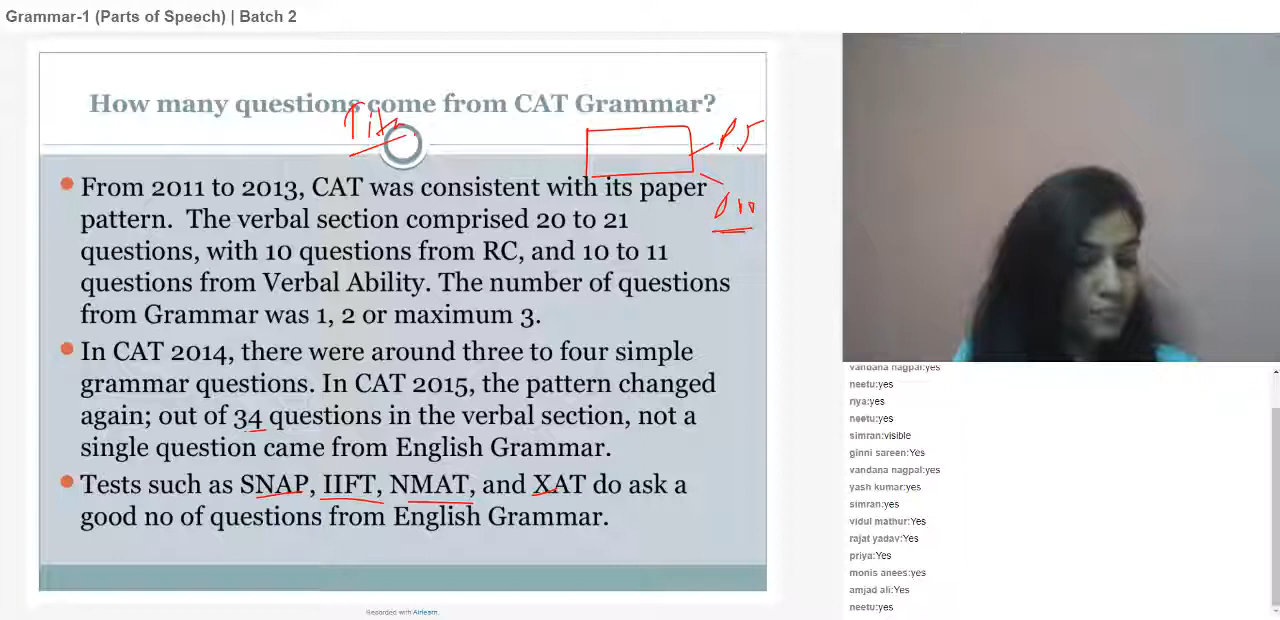 Grammar-1 (Parts of Speech) | Batch 2
How many questions come from CAT Grammar?
From 2011 to 2013, CAT was consistent with its paper
pattern. The verbal section comprised 20 to 21
questions, with 10 questions from RC, and 10 to 11
questions from Verbal Ability. The number of questions
from Grammar was 1, 2 or maximum 3.
In CAT 2014, there were around three to four simple
grammar questions. In CAT 2015, the pattern changed
again; out of 34 questions in the verbal section, not a
single question came from English Grammar.
Tests such as SNAP, IIFT, NMAT, and XAT do ask a
good no of questions from English Grammar.
Recorded with Airlearn.
vandana nagpal:yes
neetu:yes
riya:yes
neetu:yes
simran:visible
ginni sareen:Yes
vandana nagpal:yes
yash kumar:yes
simran:yes
vidul mathur:Yes
rajat yadav:Yes
priya:Yes
monis anees:yes
amjad ali:Yes
neetu:yes